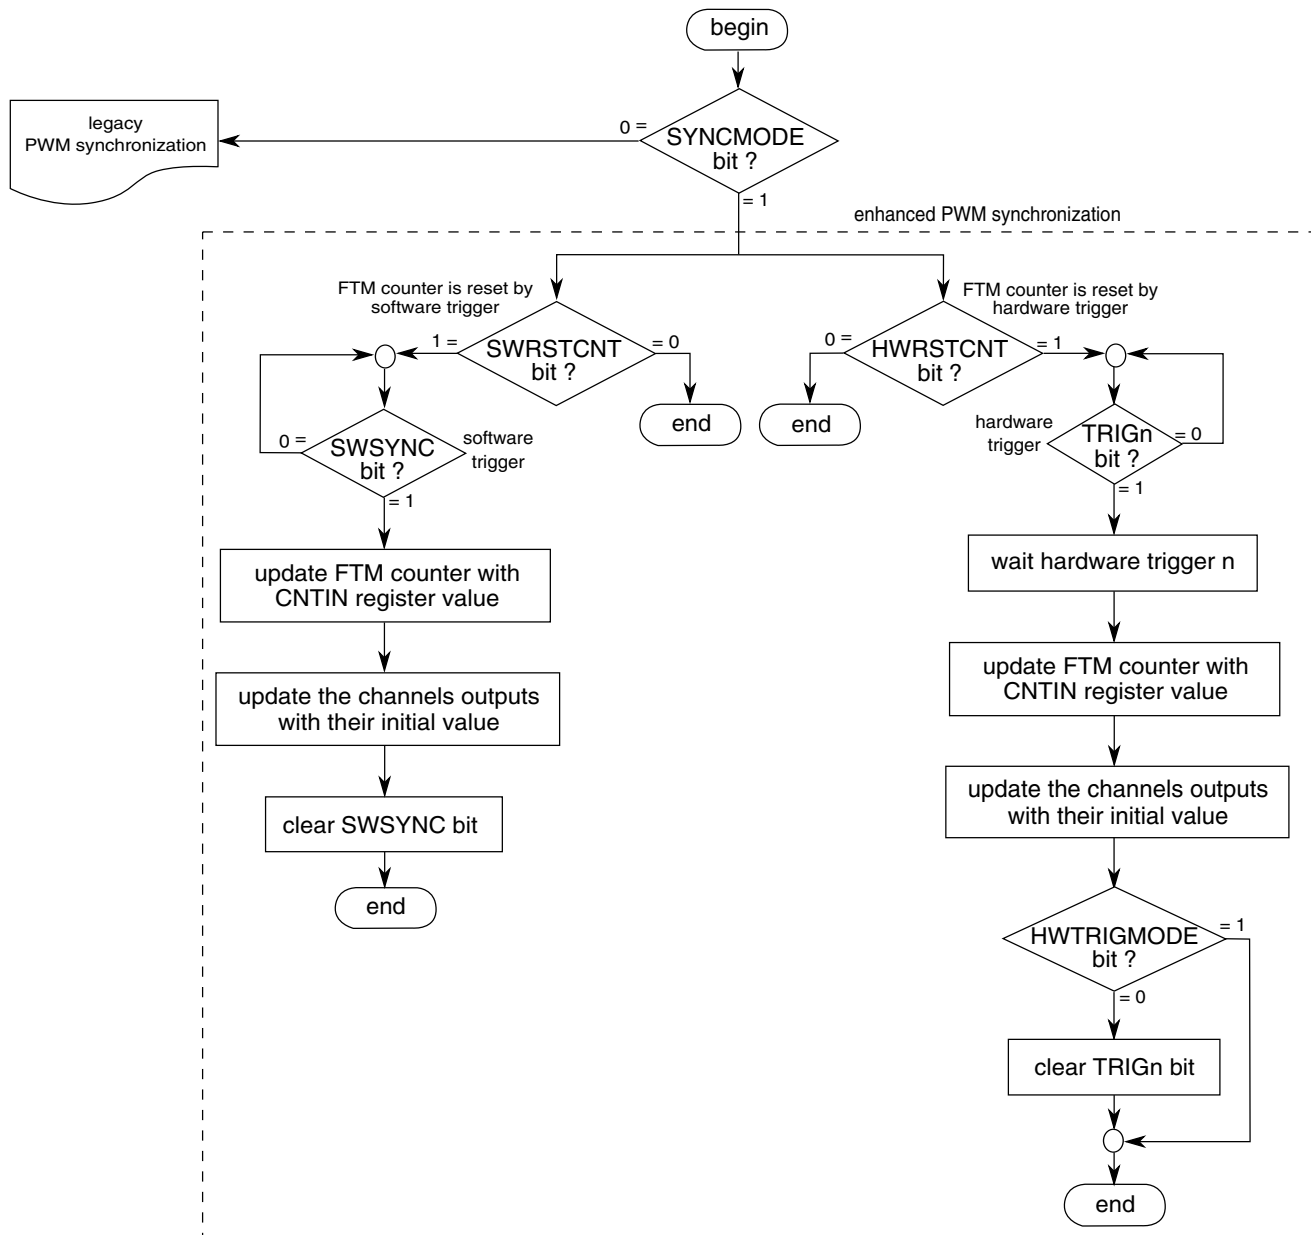 begin
legacy
PWM synchronization
0 =
SYNCMODE
bit ?
= 1
enhanced PWM synchronization
FTM counter is reset by
software trigger
FTM counter is reset by
hardware trigger
1 =
SWRSTCNT
bit ?
= 0
0 =
HWRSTCNT
bit ?
= 1
end
end
0 =
SWSYNC
bit ?
software
trigger
= 1
hardware
trigger
TRIGn
bit ?
= 0
= 1
update FTM counter with
CNTIN register value
wait hardware trigger n
update the channels outputs
with their initial value
update FTM counter with
CNTIN register value
clear SWSYNC bit
update the channels outputs
with their initial value
end
HWTRIGMODE
bit ?
= 1
= 0
clear TRIGn bit
end